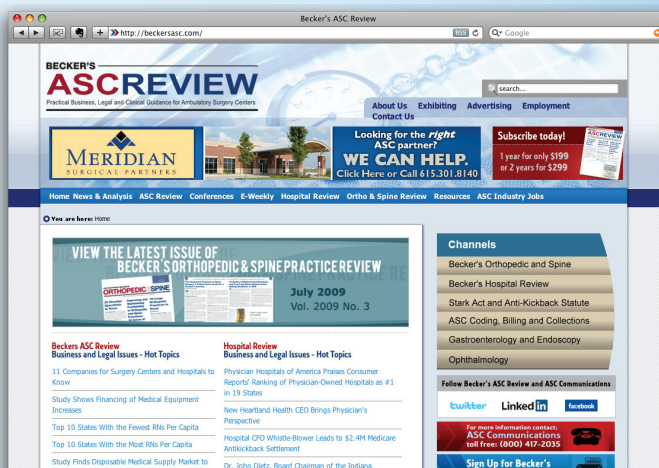 Becker's ASC Review
http://beckersasc.com/
RSS
Google
BECKER'S
ASCREVIEW
Practical Business, Legal and Clinical Guidance for Ambulatory Surgery Centers
search...
About Us Exhibiting Advertising Employment
Contact Us
MERIDIAN
SURGICAL PARTNERS
Looking for the right
ASC partner?
WE CAN HELP.
Click Here or Call 615.301.8140
Subscribe today!
1 year for only $199
or 2 years for $299
ASCREVIEW
Home News & Analysis ASC Review Conferences E-Weekly Hospital Review Ortho & Spine Review Resources ASC Industry Jobs
You are here: Home
VIEW THE LATEST ISSUE OF
BECKER'S ORTHOPEDIC & SPINE PRACTICE REVIEW
ORTHOPEDIC SPINE
July 2009
Vol. 2009 No. 3
Beckers ASC Review
Business and Legal Issues - Hot Topics
11 Companies for Surgery Centers and Hospitals to
Know
Study Shows Financing of Medical Equipment
Increases
Top 10 States With the Fewest RNs Per Capita
Top 10 States With the Most RNs Per Capita
Study Finds Disposable Medical Supply Market to
Hospital Review
Business and Legal Issues - Hot Topics
Physician Hospitals of America Praises Consumer
Reports' Ranking of Physician-Owned Hospitals as #1
in 19 States
New Heartland Health CEO Brings Physician's
Perspective
Hospital CFO Whistle-Blower Leads to $2.4M Medicare
Antikickback Settlement
Dr. John Dietz, Board Chairman of the Indiana
Channels
Becker's Orthopedic and Spine
Becker's Hospital Review
Stark Act and Anti-Kickback Statute
ASC Coding, Billing and Collections
Gastroenterology and Endoscopy
Ophthalmology
Follow Becker's ASC Review and ASC Communications
twitter Linked in facebook
For more information contact:
ASC Communications
toll free: (800) 417-2035
Sign Up for Becker's